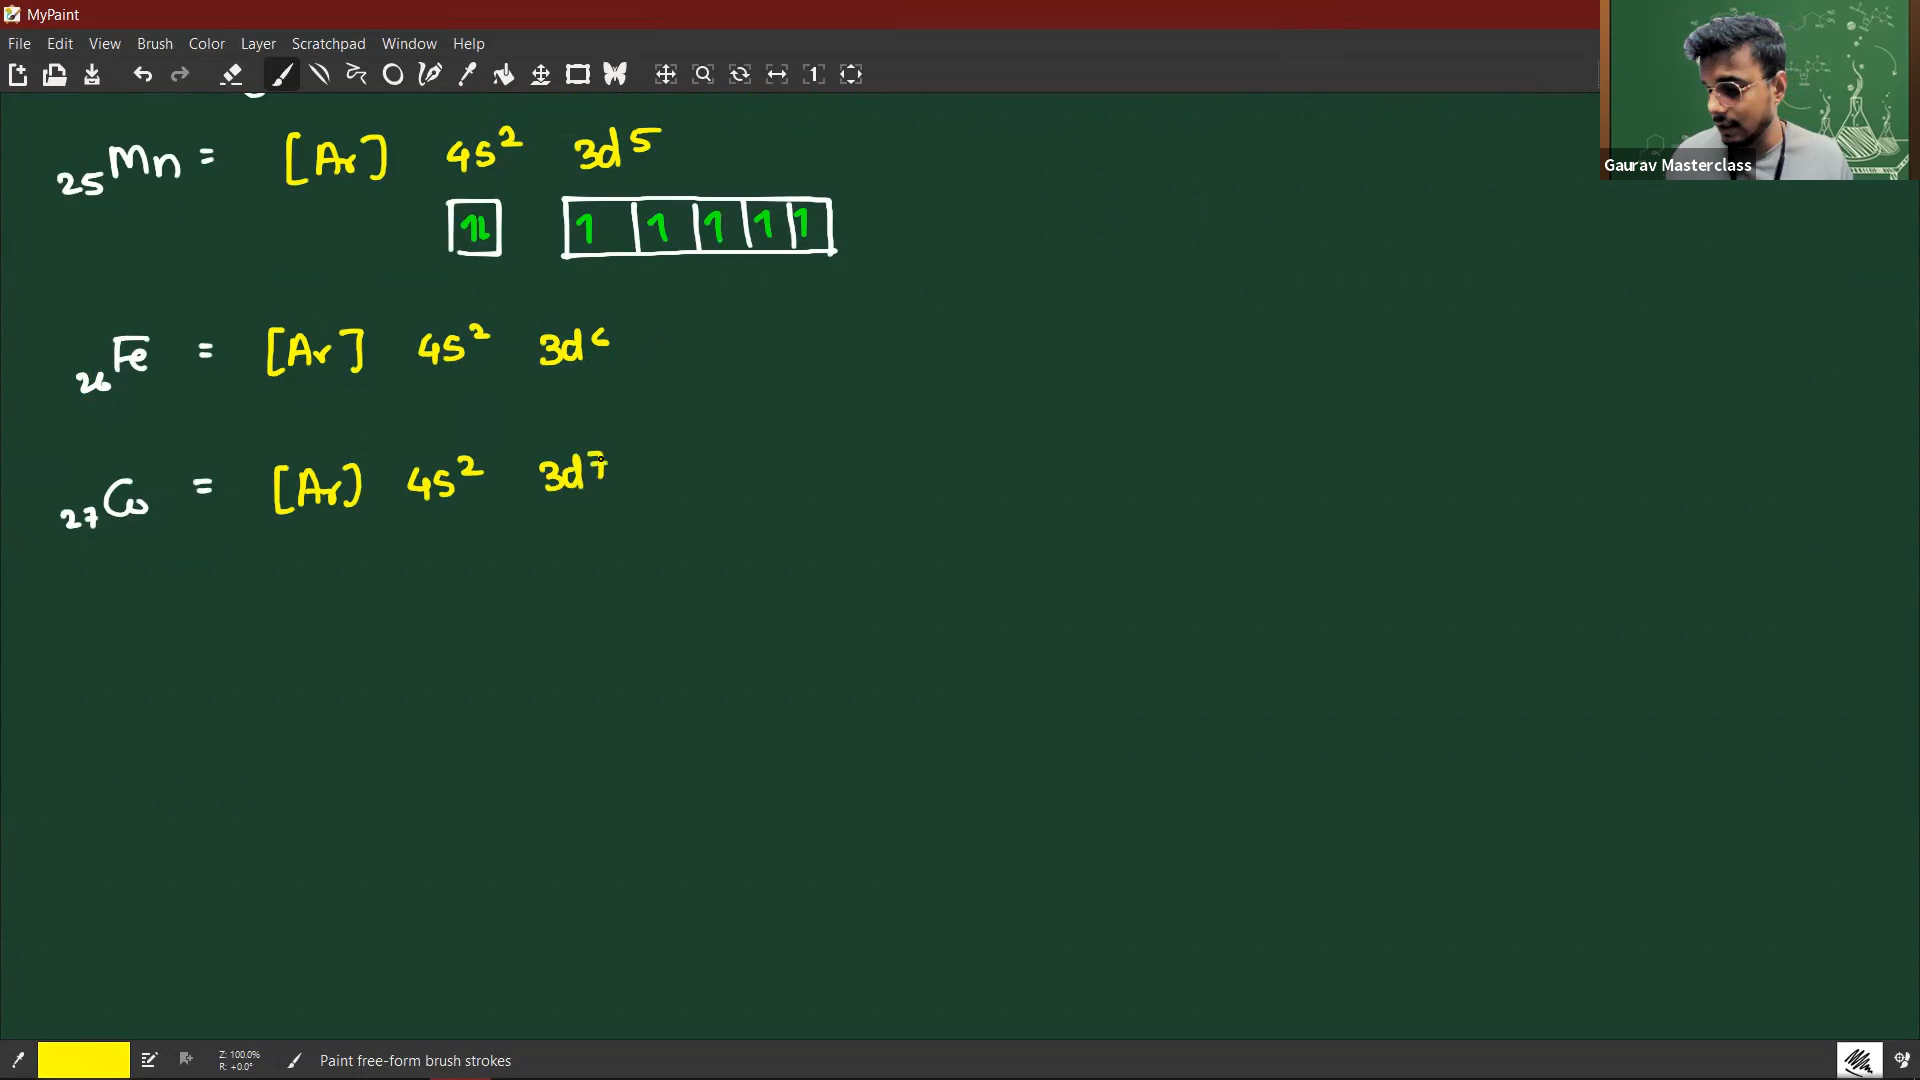 MyPaint
File Edit View Brush Color Layer Scratchpad Window Help
Gaurav Masterclass
₂₅Mn = [Ar] 4s² 3d⁵
1⇂ 1 1 1 1 1
₂₆Fe = [Ar] 4s² 3d⁶
₂₇Co = [Ar] 4s² 3d⁷
Z: 100.0%
R: +0.0°
Paint free-form brush strokes